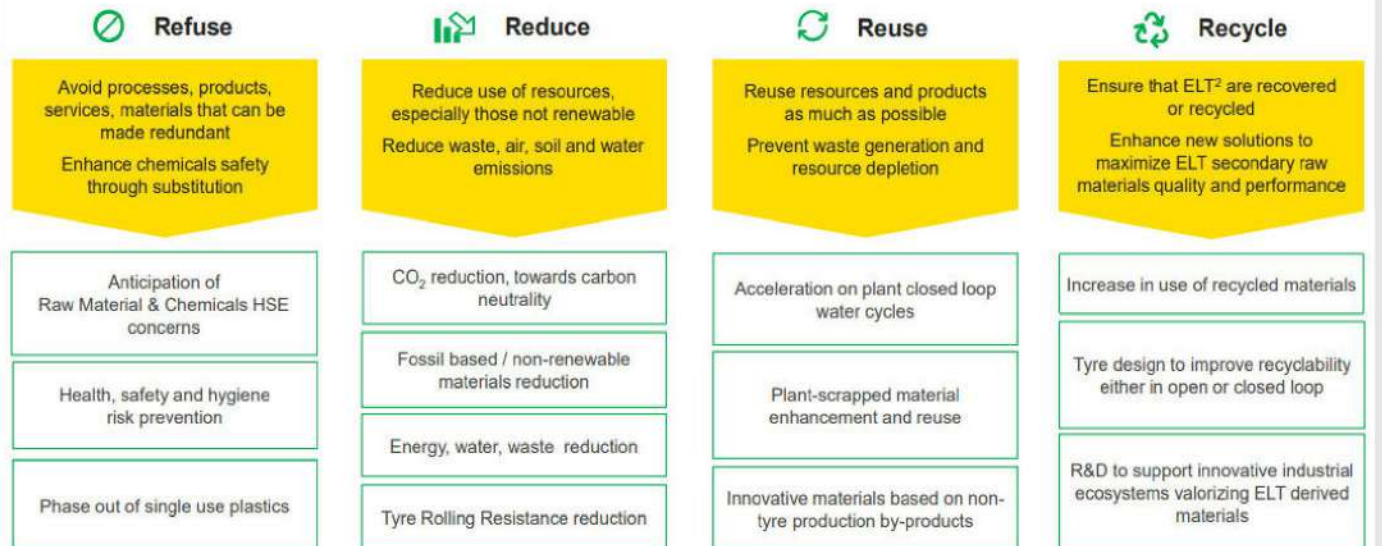 Refuse
Avoid processes, products,
services, materials that can be
made redundant
Enhance chemicals safety
through substitution
Anticipation of
Raw Material & Chemicals HSE
concerns
Health, safety and hygiene
risk prevention
Phase out of single use plastics
Reduce
Reduce use of resources,
especially those not renewable
Reduce waste, air, soil and water
emissions
CO₂ reduction, towards carbon
neutrality
Fossil based / non-renewable
materials reduction
Energy, water, waste reduction
Tyre Rolling Resistance reduction
Reuse
Reuse resources and products
as much as possible
Prevent waste generation and
resource depletion
Acceleration on plant closed loop
water cycles
Plant-scrapped material
enhancement and reuse
Innovative materials based on non-
tyre production by-products
Recycle
Ensure that ELT² are recovered
or recycled
Enhance new solutions to
maximize ELT secondary raw
materials quality and performance
Increase in use of recycled materials
Tyre design to improve recyclability
either in open or closed loop
R&D to support innovative industrial
ecosystems valorizing ELT derived
materials